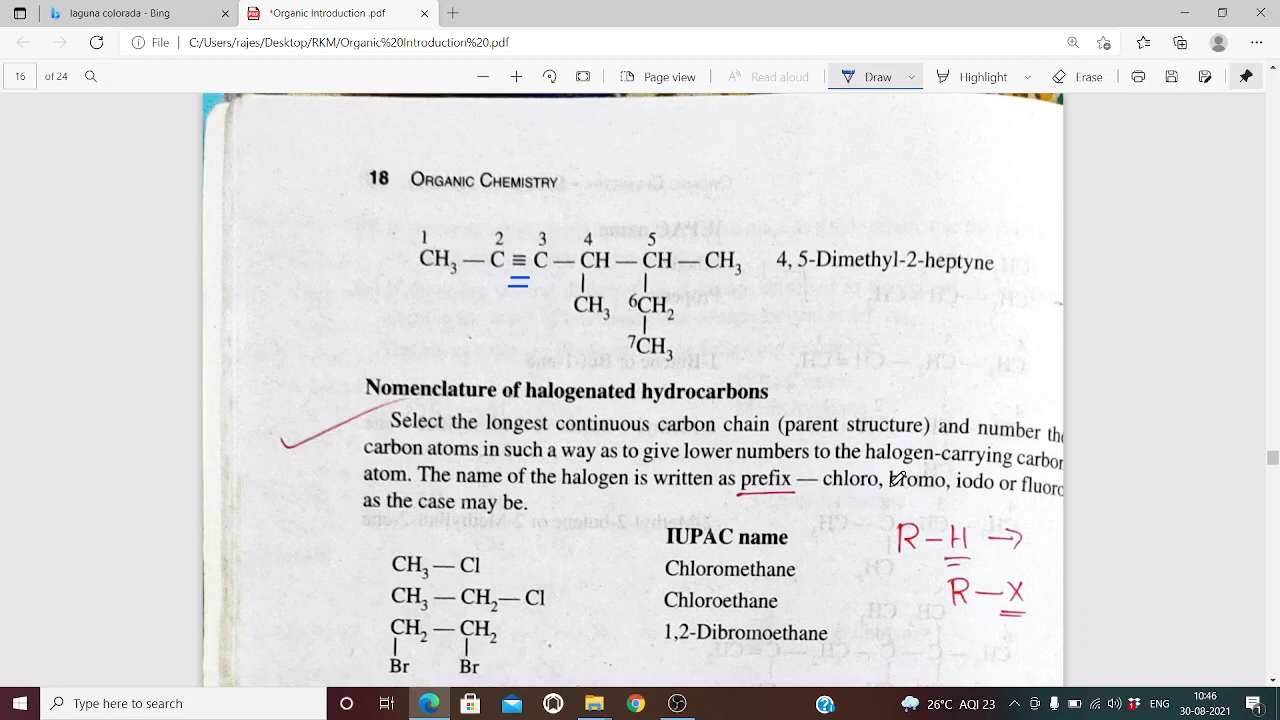 laguna colorada - Bing
*Organic Introduction .pdf
File
C:/Users/rajes/Desktop/RKM/Organic%20Introduction%20.pdf
16 of 24
Page view
Read aloud
Draw
Highlight
Erase
18 ORGANIC CHEMISTRY
1 2 3 4 5
CH₃ — C ≡ C — CH — CH — CH₃ 4, 5-Dimethyl-2-heptyne
CH₃ ⁶CH₂
⁷CH₃
Nomenclature of halogenated hydrocarbons
Select the longest continuous carbon chain (parent structure) and number the
carbon atoms in such a way as to give lower numbers to the halogen-carrying carbon
atom. The name of the halogen is written as prefix — chloro, bromo, iodo or fluoro
as the case may be.
IUPAC name
R – H →
R – X
CH₃ — Cl Chloromethane
CH₃ — CH₂— Cl Chloroethane
CH₂ — CH₂ 1,2-Dibromoethane
Br Br
Type here to search
26°C AQI 23
ENG
10:46
30-08-2021